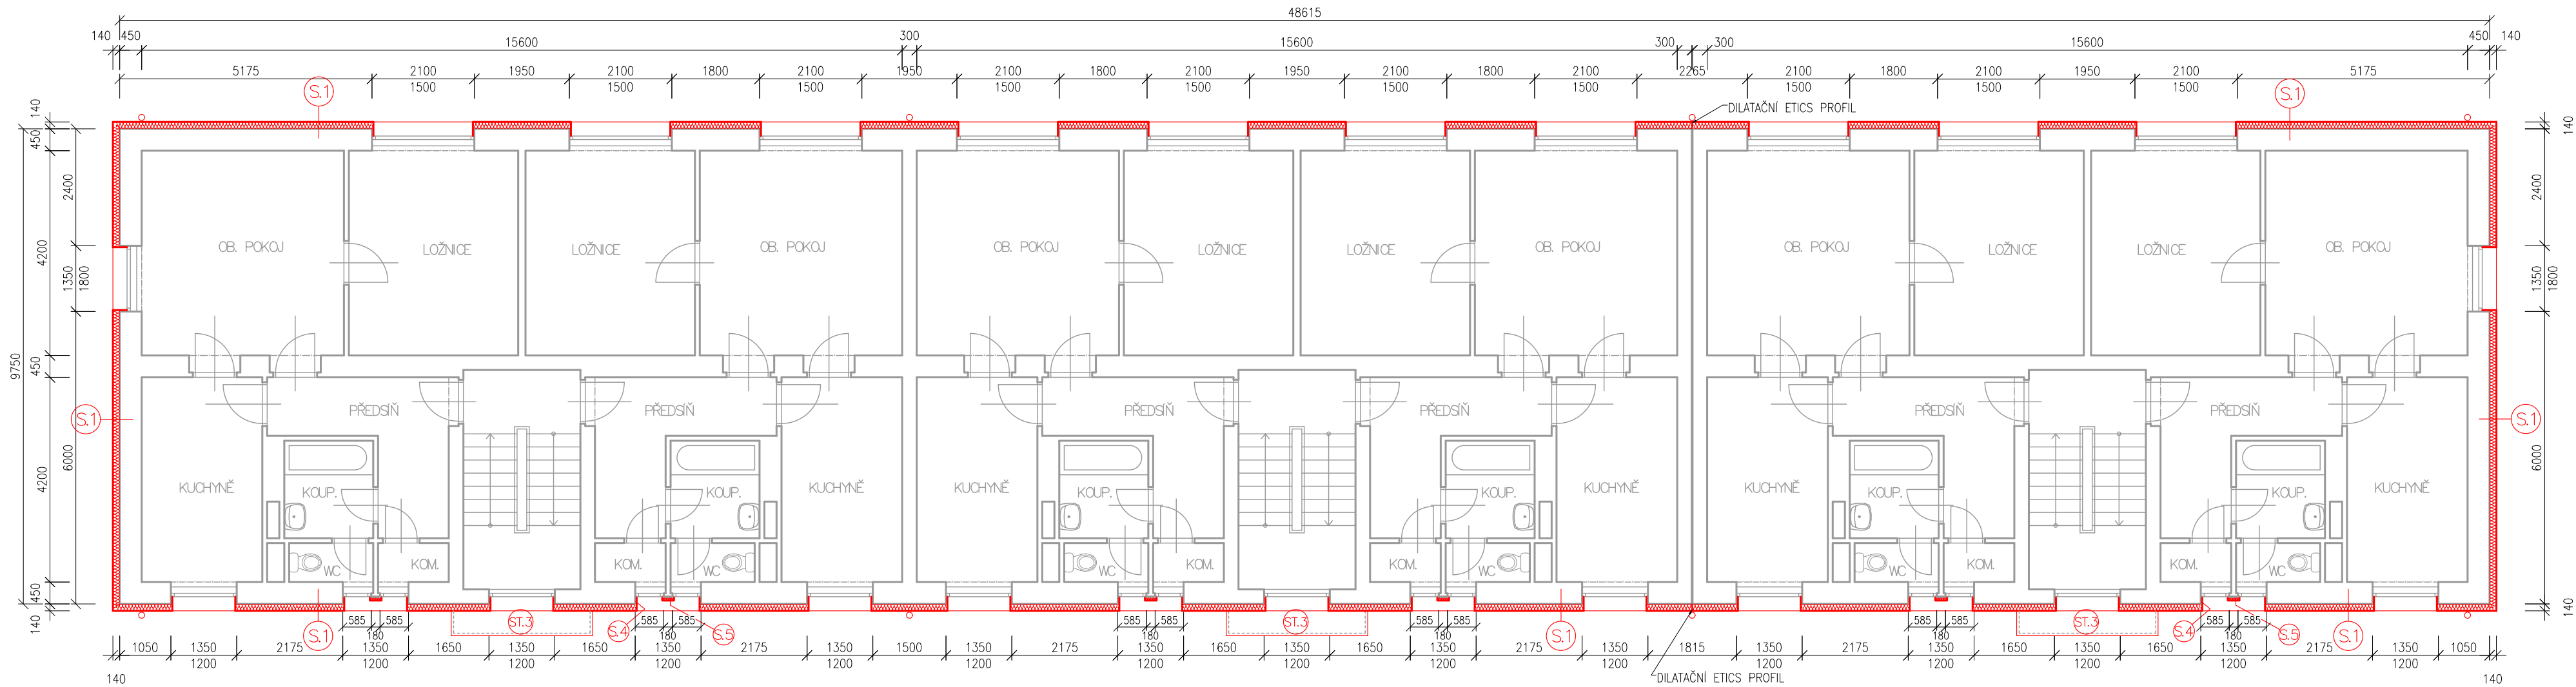 48615
140 450 15600 300 15600 300 300 15600 450 140
5175 2100 1950 2100 1800 2100 1950 2100 1800 2100 1950 2100 1800 2100 2265 2100 1800 2100 1950 2100 5175
1500 1500 1500 1500 1500 1500 1500 1500 1500 1500
S.1 S.1
DILATAČNÍ ETICS PROFIL
140 450 2400 4200 1350 1800 9750 450 4200 6000 450 140
140 2400 1350 1800 6000 140
OB. POKOJ LOŽNICE LOŽNICE OB. POKOJ OB. POKOJ LOŽNICE LOŽNICE OB. POKOJ OB. POKOJ LOŽNICE LOŽNICE OB. POKOJ
S.1 PŘEDSÍŇ PŘEDSÍŇ PŘEDSÍŇ PŘEDSÍŇ PŘEDSÍŇ PŘEDSÍŇ S.1
KUCHYNĚ KOUP. KOUP. KUCHYNĚ KUCHYNĚ KOUP. KOUP. KUCHYNĚ KUCHYNĚ KOUP. KOUP. KUCHYNĚ
WC KOM. KOM. WC WC KOM. KOM. WC WC KOM. KOM. WC
S.1 585 585 ST.3 S.4 585 585 S.5 585 585 ST.3 585 585 S.1 585 585 ST.3 S.4 585 585 S.5 S.1
180 180 180 180 180 180
1050 1350 2175 1350 1650 1350 1650 1350 2175 1350 1500 1350 2175 1350 1650 1350 1650 1350 2175 1350 1815 1350 2175 1350 1650 1350 1650 1350 2175 1350 1050
1200 1200 1200 1200 1200 1200 1200 1200 1200 1200 1200 1200 1200 1200 1200
140 DILATAČNÍ ETICS PROFIL 140